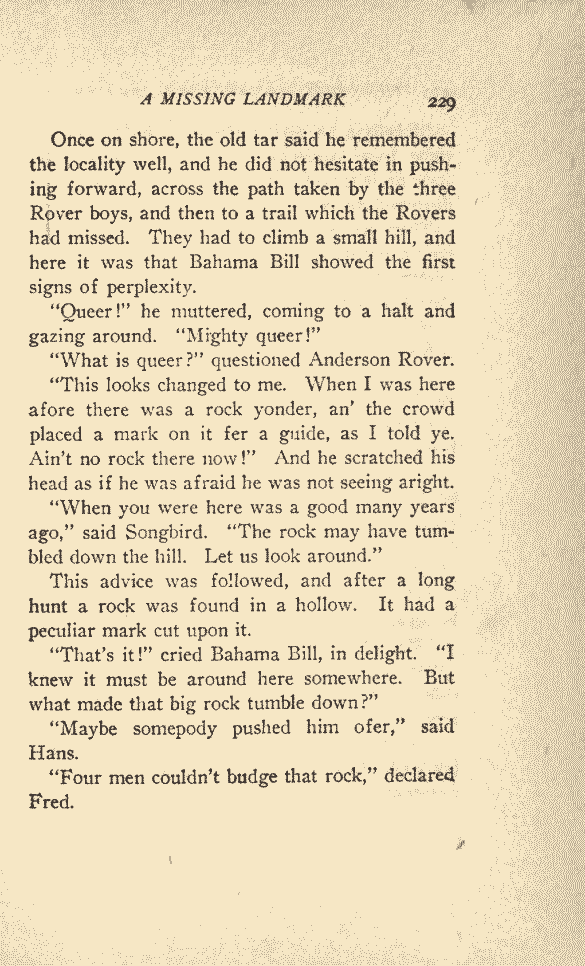 A MISSING LANDMARK 229
Once on shore, the old tar said he remembered
the locality well, and he did not hesitate in push-
ing forward, across the path taken by the three
Rover boys, and then to a trail which the Rovers
had missed. They had to climb a small hill, and
here it was that Bahama Bill showed the first
signs of perplexity.
"Queer!" he muttered, coming to a halt and
gazing around. "Mighty queer!"
"What is queer?" questioned Anderson Rover.
"This looks changed to me. When I was here
afore there was a rock yonder, an' the crowd
placed a mark on it fer a guide, as I told ye.
Ain't no rock there now!" And he scratched his
head as if he was afraid he was not seeing aright.
"When you were here was a good many years
ago," said Songbird. "The rock may have tum-
bled down the hill. Let us look around."
This advice was followed, and after a long
hunt a rock was found in a hollow. It had a
peculiar mark cut upon it.
"That's it!" cried Bahama Bill, in delight. "I
knew it must be around here somewhere. But
what made that big rock tumble down?"
"Maybe somepody pushed him ofer," said
Hans.
"Four men couldn't budge that rock," declared
Fred.